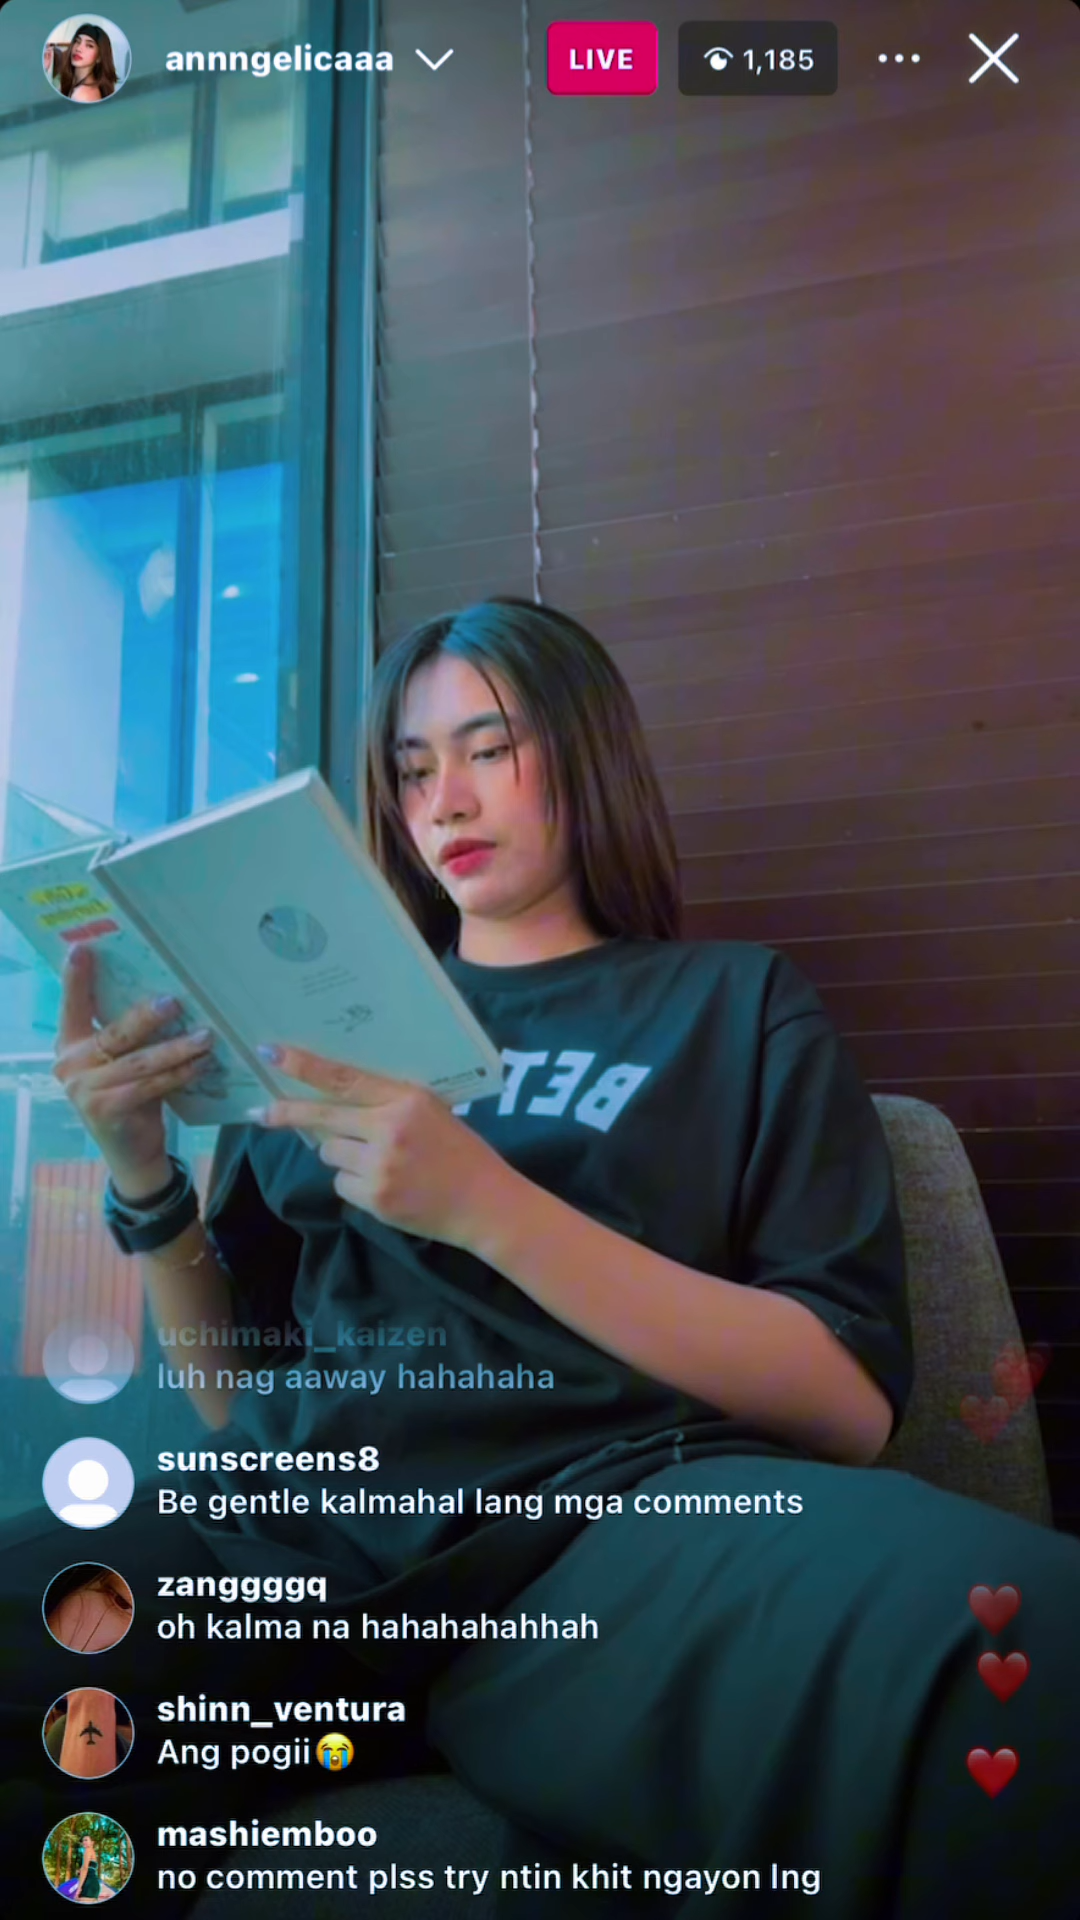 annngelicaaa
LIVE
1,185
BET
uchimaki_kaizen
luh nag aaway hahahaha
sunscreens8
Be gentle kalmahal lang mga comments
zanggggq
oh kalma na hahahahahhah
shinn_ventura
Ang pogii😭
mashiemboo
no comment plss try ntin khit ngayon lng